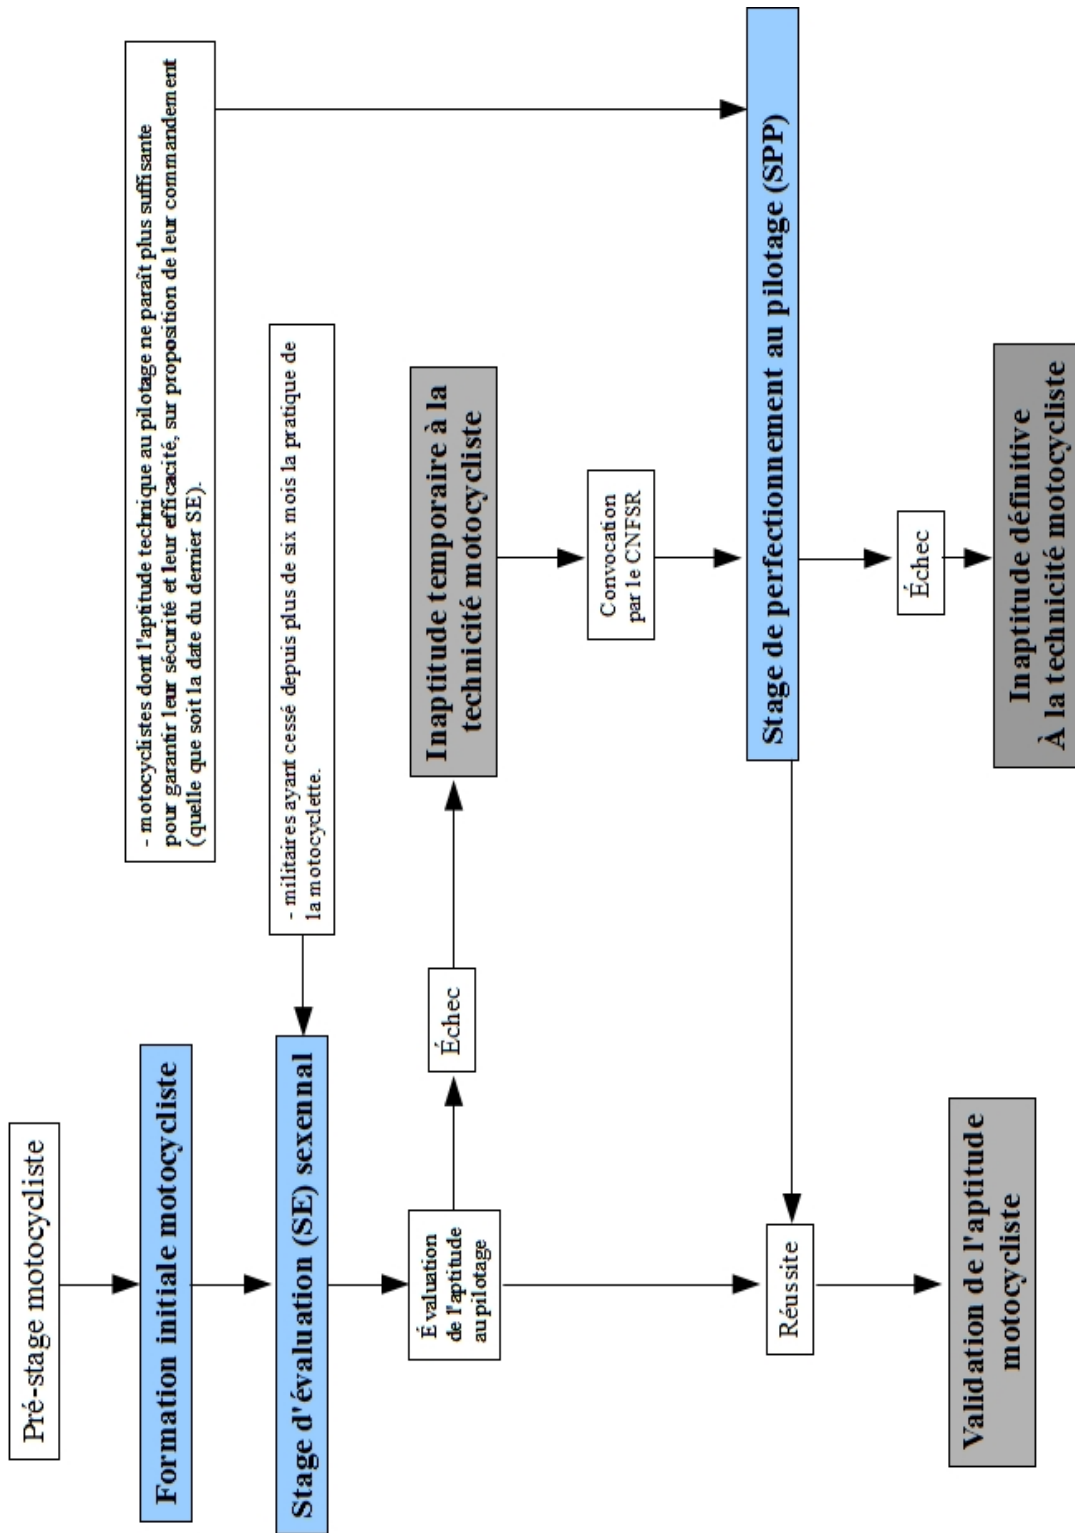 Pré-stage motocycliste
Formation initiale motocycliste
Stage d'évaluation (SE) sexennal
- motocyclistes dont l'aptitude technique au pilotage ne paraît plus suffisante
pour garantir leur sécurité et leur efficacité, sur proposition de leur commandement
(quelle que soit la date du dernier SE).
- militaires ayant cessé depuis plus de six mois la pratique de
la motocyclette.
Évaluation
de l'aptitude
au pilotage
Échec
Inaptitude temporaire à la
technicité motocycliste
Convocation
par le CNFSR
Stage de perfectionnement au pilotage (SPP)
Réussite
Échec
Validation de l'aptitude
motocycliste
Inaptitude définitive
À la technicité motocycliste